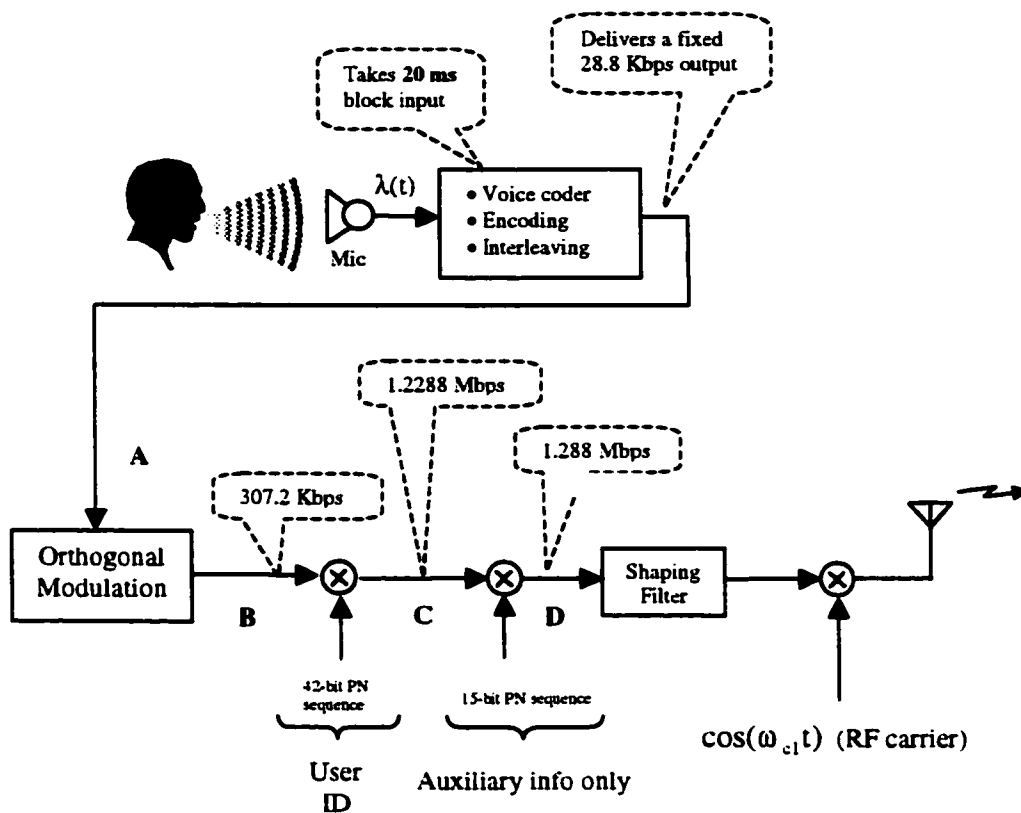 Takes 20 ms
block input
Delivers a fixed
28.8 Kbps output
λ(t)
Mic
• Voice coder
• Encoding
• Interleaving
1.2288 Mbps
1.288 Mbps
A
307.2 Kbps
Orthogonal
Modulation
B
C
D
Shaping
Filter
42-bit PN
sequence
15-bit PN sequence
User
ID
Auxiliary info only
cos(ω_c1 t) (RF carrier)